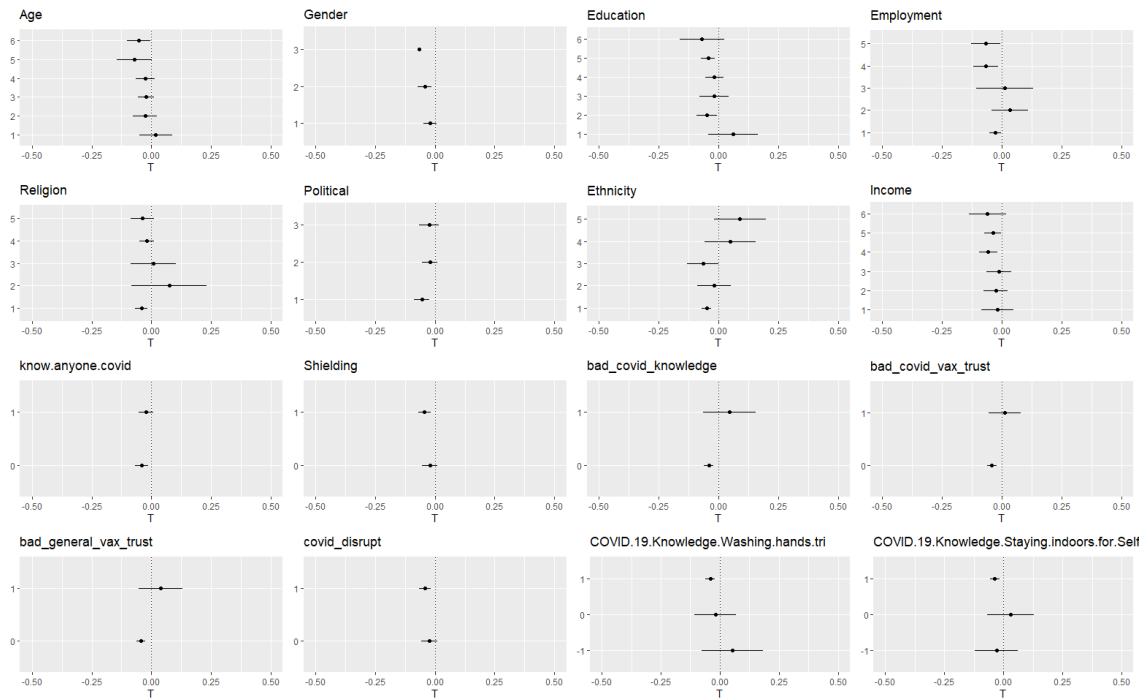 Age
6
5
4
3
2
1
-0.50 -0.25 0.00 0.25 0.50
T
Gender
3
2
1
-0.50 -0.25 0.00 0.25 0.50
T
Education
6
5
4
3
2
1
-0.50 -0.25 0.00 0.25 0.50
T
Employment
5
4
3
2
1
-0.50 -0.25 0.00 0.25 0.50
T
Religion
5
4
3
2
1
-0.50 -0.25 0.00 0.25 0.50
T
Political
3
2
1
-0.50 -0.25 0.00 0.25 0.50
T
Ethnicity
5
4
3
2
1
-0.50 -0.25 0.00 0.25 0.50
T
Income
6
5
4
3
2
1
-0.50 -0.25 0.00 0.25 0.50
T
know.anyone.covid
1
0
-0.50 -0.25 0.00 0.25 0.50
T
Shielding
1
0
-0.50 -0.25 0.00 0.25 0.50
T
bad_covid_knowledge
1
0
-0.50 -0.25 0.00 0.25 0.50
T
bad_covid_vax_trust
1
0
-0.50 -0.25 0.00 0.25 0.50
T
bad_general_vax_trust
1
0
-0.50 -0.25 0.00 0.25 0.50
T
covid_disrupt
1
0
-0.50 -0.25 0.00 0.25 0.50
T
COVID.19.Knowledge.Washing.hands.tri
1
0
-1
-0.50 -0.25 0.00 0.25 0.50
T
COVID.19.Knowledge.Staying.indoors.for.Self
1
0
-1
-0.50 -0.25 0.00 0.25 0.50
T